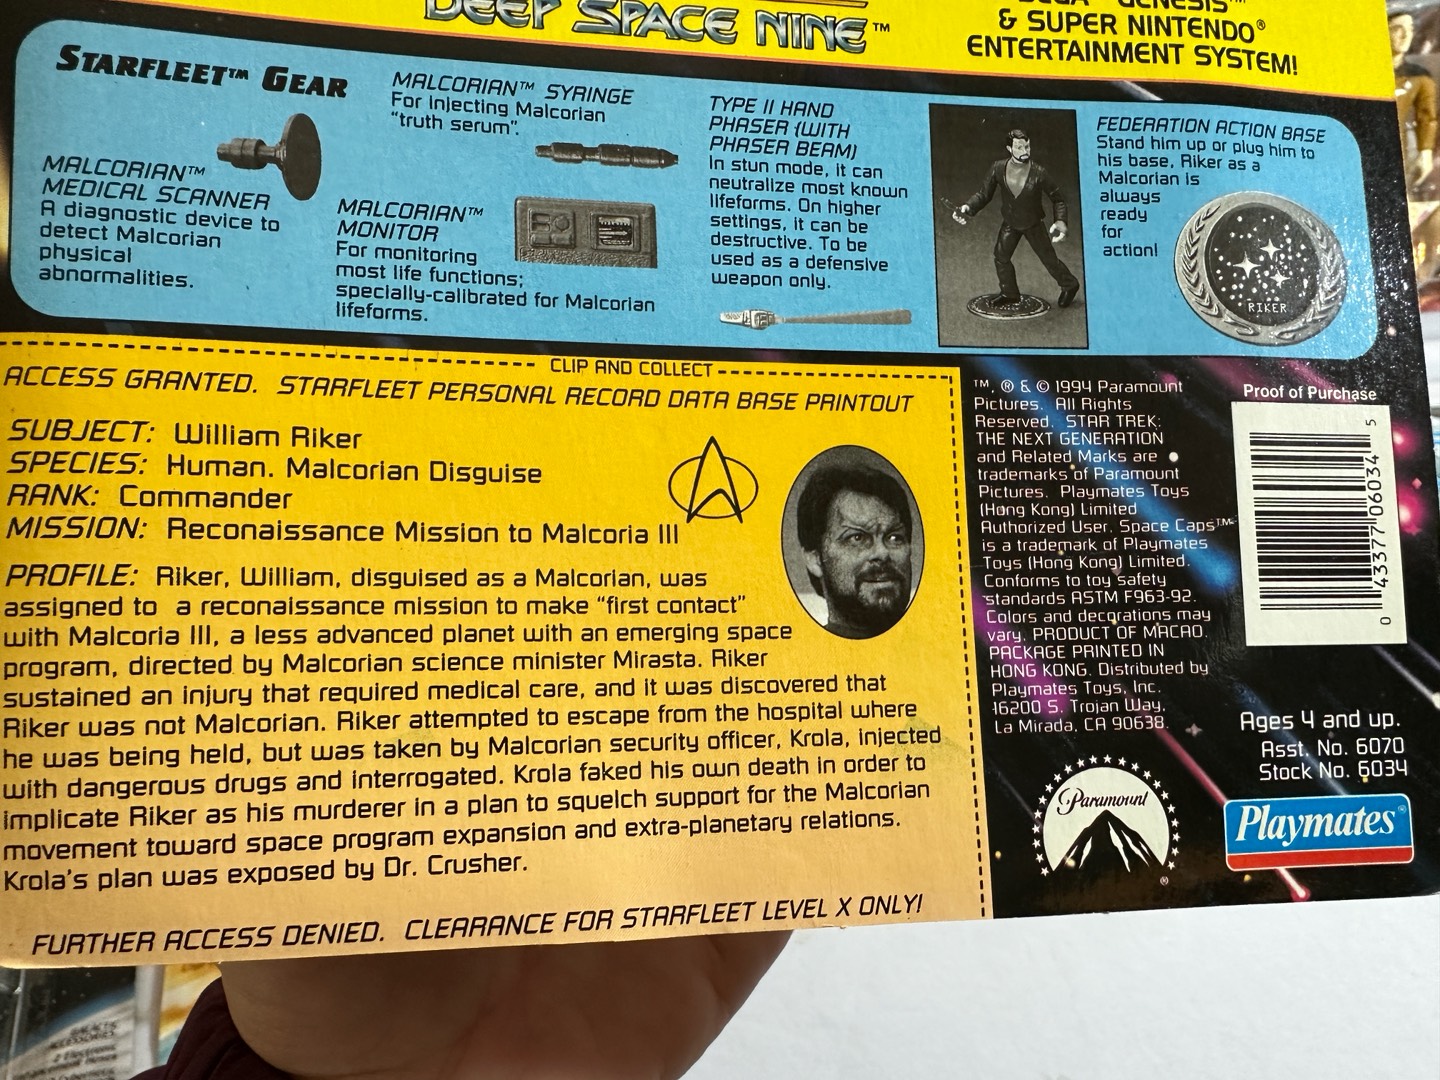 DEEP SPACE NINE™
GENESIS™
& SUPER NINTENDO®
ENTERTAINMENT SYSTEM!
STARFLEET™ GEAR
MALCORIAN™
MEDICAL SCANNER
A diagnostic device to
detect Malcorian
physical
abnormalities.
MALCORIAN™ SYRINGE
For injecting Malcorian
"truth serum".
MALCORIAN™
MONITOR
For monitoring
most life functions;
specially-calibrated for Malcorian
lifeforms.
TYPE II HAND
PHASER (WITH
PHASER BEAM)
In stun mode, it can
neutralize most known
lifeforms. On higher
settings, it can be
destructive. To be
used as a defensive
weapon only.
FEDERATION ACTION BASE
Stand him up or plug him to
his base, Riker as a
Malcorian is
always
ready
for
action!
RIKER
CLIP AND COLLECT
ACCESS GRANTED. STARFLEET PERSONAL RECORD DATA BASE PRINTOUT
SUBJECT: William Riker
SPECIES: Human. Malcorian Disguise
RANK: Commander
MISSION: Reconaissance Mission to Malcoria III
PROFILE: Riker, William, disguised as a Malcorian, was
assigned to a reconaissance mission to make "first contact"
with Malcoria III, a less advanced planet with an emerging space
program, directed by Malcorian science minister Mirasta. Riker
sustained an injury that required medical care, and it was discovered that
Riker was not Malcorian. Riker attempted to escape from the hospital where
he was being held, but was taken by Malcorian security officer, Krola, injected
with dangerous drugs and interrogated. Krola faked his own death in order to
implicate Riker as his murderer in a plan to squelch support for the Malcorian
movement toward space program expansion and extra-planetary relations.
Krola's plan was exposed by Dr. Crusher.
FURTHER ACCESS DENIED. CLEARANCE FOR STARFLEET LEVEL X ONLY!
™, ® & © 1994 Paramount
Pictures. All Rights
Reserved. STAR TREK:
THE NEXT GENERATION
and Related Marks are
trademarks of Paramount
Pictures. Playmates Toys
(Hong Kong) Limited
Authorized User. Space Caps™
is a trademark of Playmates
Toys (Hong Kong) Limited.
Conforms to toy safety
standards ASTM F963-92.
Colors and decorations may
vary. PRODUCT OF MACAO.
PACKAGE PRINTED IN
HONG KONG. Distributed by
Playmates Toys, Inc.
16200 S. Trojan Way,
La Mirada, CA 90638.
Paramount
®
Proof of Purchase
0 43377 06034 5
Ages 4 and up.
Asst. No. 6070
Stock No. 6034
Playmates®
ACCESSORIES:
2 Electronic